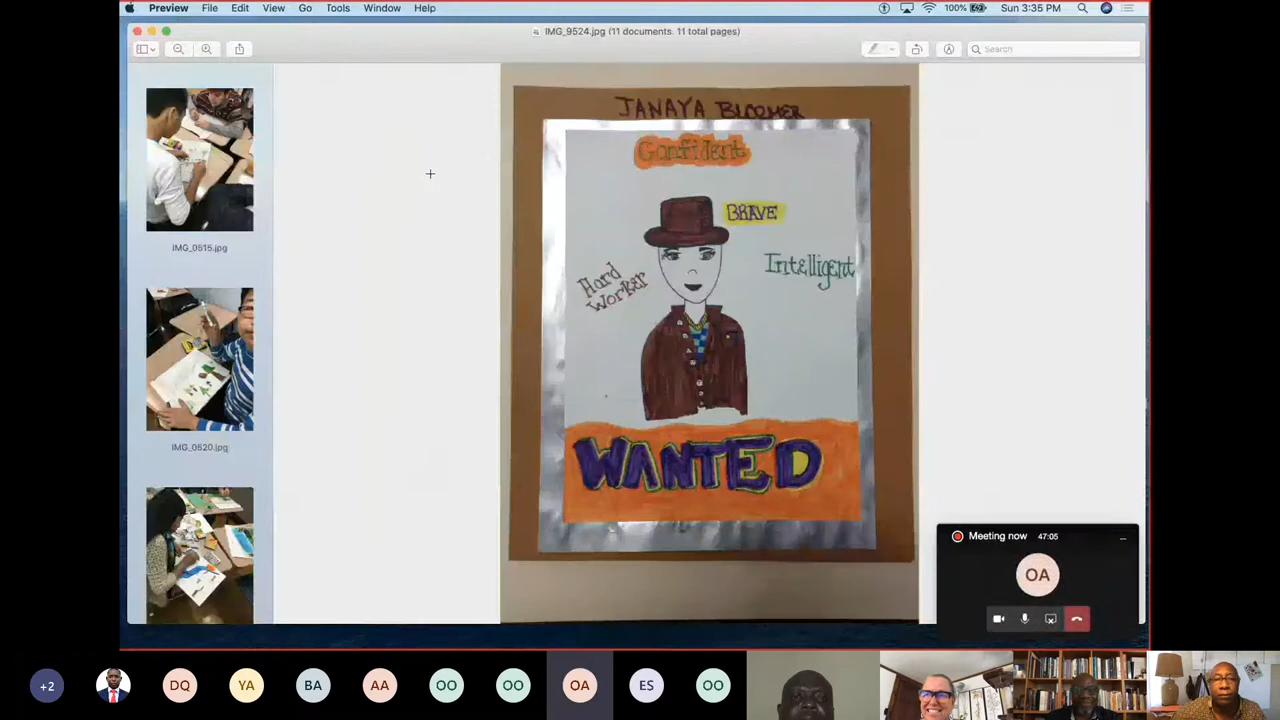 Preview File Edit View Go Tools Window Help
100% Sun 3:35 PM
IMG_9524.jpg (11 documents, 11 total pages)
Search
JANAYA BLOOMER
Confident
BRAVE
Intelligent
Hard
Worker
WANTED
IMG_0515.jpg
IMG_0520.jpg
Meeting now 47:05
OA
+2 DQ YA BA AA OO OO OA ES OO